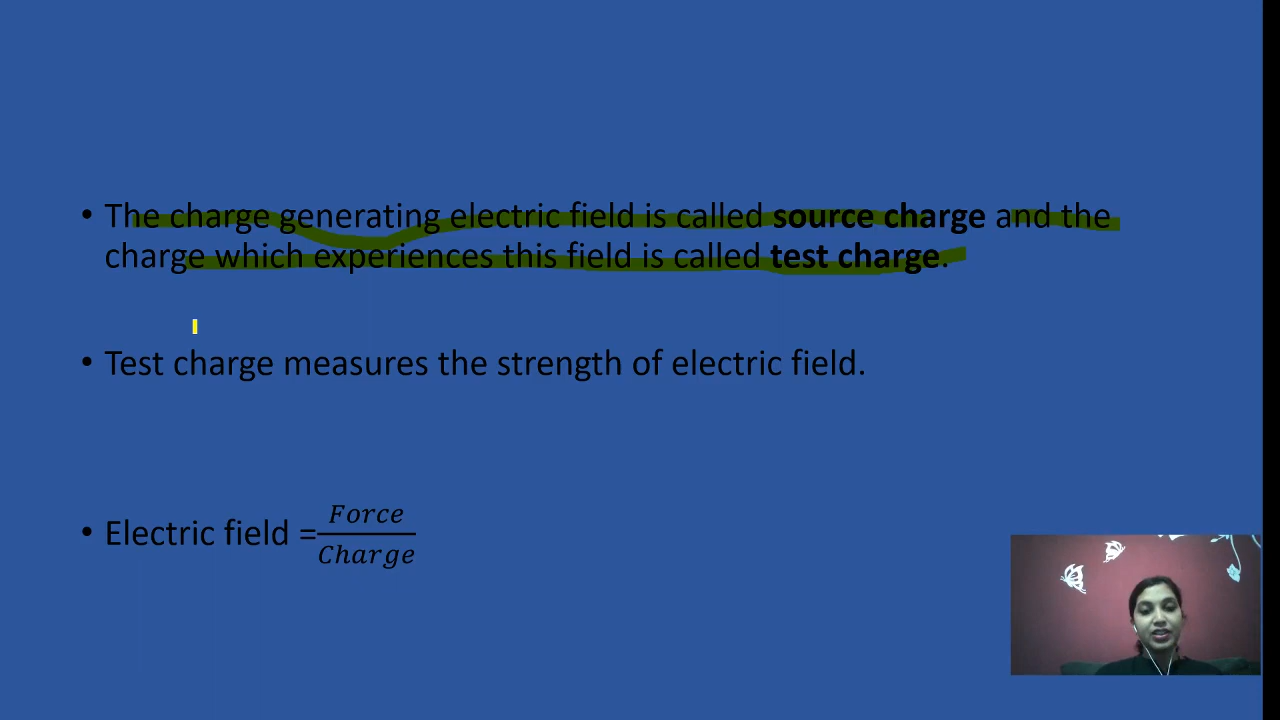 • The charge generating electric field is called source charge and the
charge which experiences this field is called test charge.
• Test charge measures the strength of electric field.
• Electric field = Force/Charge